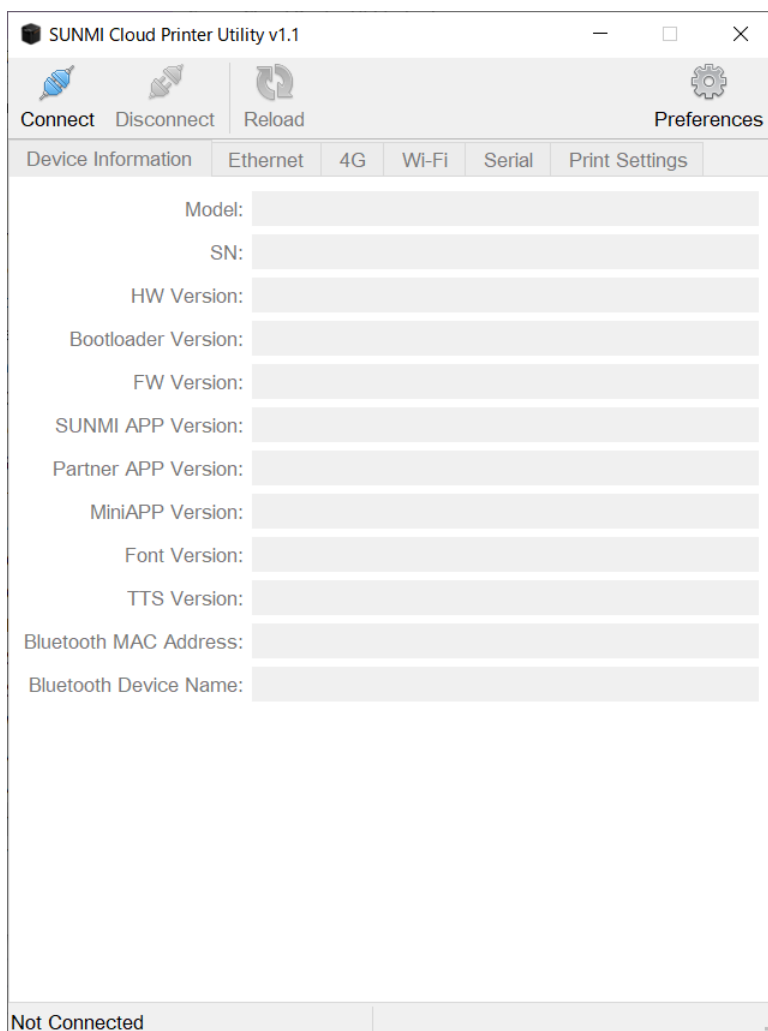 SUNMI Cloud Printer Utility v1.1
Connect Disconnect Reload Preferences
Device Information Ethernet 4G Wi-Fi Serial Print Settings
Model:
SN:
HW Version:
Bootloader Version:
FW Version:
SUNMI APP Version:
Partner APP Version:
MiniAPP Version:
Font Version:
TTS Version:
Bluetooth MAC Address:
Bluetooth Device Name:
Not Connected